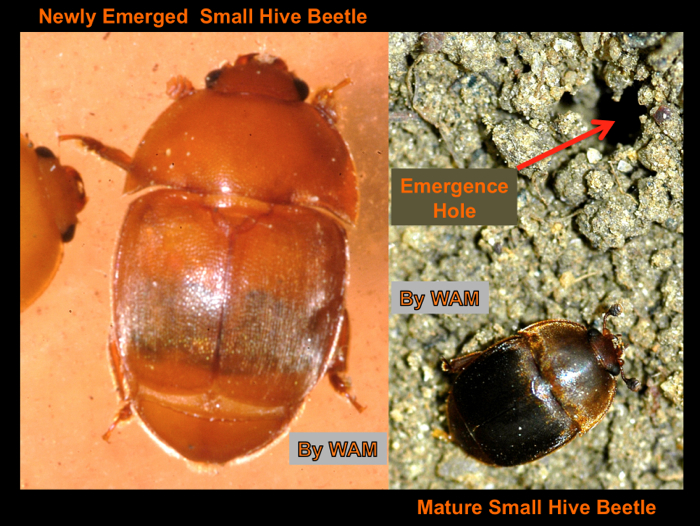 Newly Emerged  Small Hive Beetle
Emergence
Hole
By WAM
By WAM
Mature Small Hive Beetle